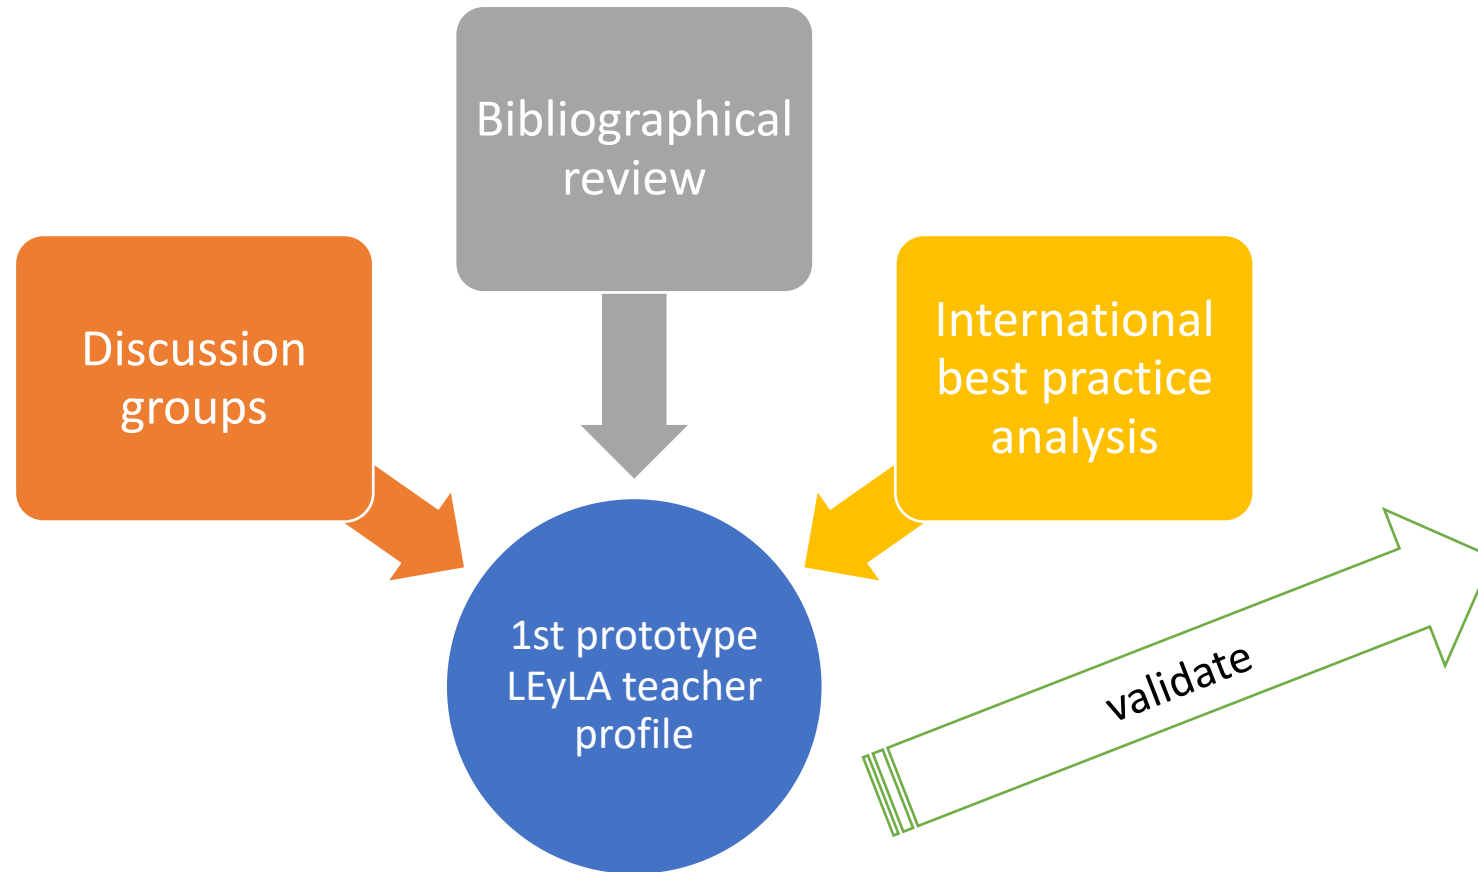 Bibliographical
review
Discussion
groups
International
best practice
analysis
1st prototype
LEyLA teacher
profile
validate